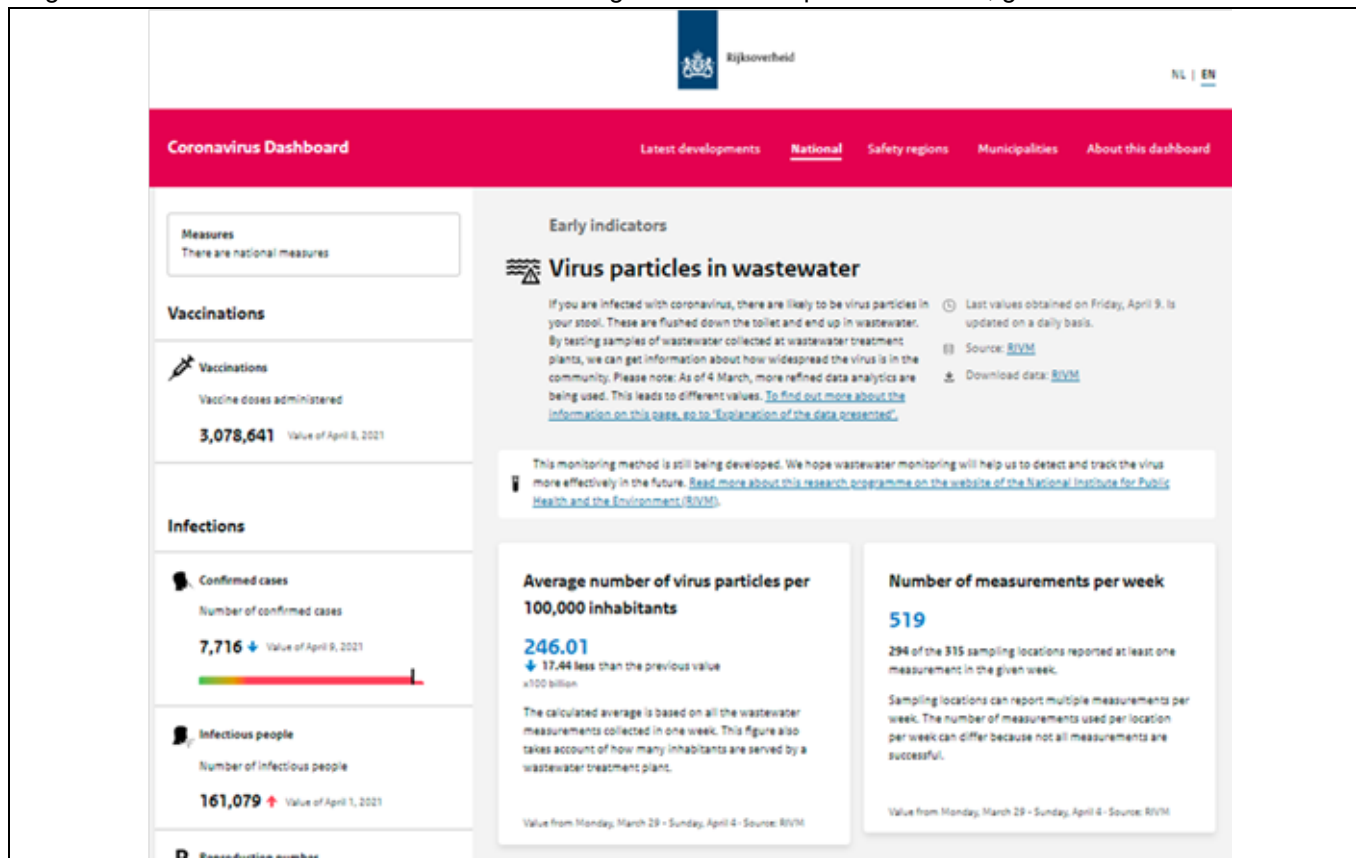 Rijksoverheid
NL | EN
Coronavirus Dashboard
Latest developments
National
Safety regions
Municipalities
About this dashboard
Measures
There are national measures
Vaccinations
Vaccinations
Vaccine doses administered
3,078,641 Value of April 8, 2021
Infections
Confirmed cases
Number of confirmed cases
7,716 Value of April 9, 2021
Infectious people
Number of infectious people
161,079 Value of April 1, 2021
Early indicators
Virus particles in wastewater
If you are infected with coronavirus, there are likely to be virus particles in
your stool. These are flushed down the toilet and end up in wastewater.
By testing samples of wastewater collected at wastewater treatment
plants, we can get information about how widespread the virus is in the
community. Please note: As of 4 March, more refined data analytics are
being used. This leads to different values. To find out more about the
information on this page, go to 'Explanation of the data presented'.
Last values obtained on Friday, April 9. Is
updated on a daily basis.
Source: RIVM
Download data: RIVM
This monitoring method is still being developed. We hope wastewater monitoring will help us to detect and track the virus
more effectively in the future. Read more about this research programme on the website of the National Institute for Public
Health and the Environment (RIVM).
Average number of virus particles per
100,000 inhabitants
246.01
17.44 less than the previous value
x100 billion
The calculated average is based on all the wastewater
measurements collected in one week. This figure also
takes account of how many inhabitants are served by a
wastewater treatment plant.
Value from Monday, March 29 - Sunday, April 4 - Source: RIVM
Number of measurements per week
519
294 of the 315 sampling locations reported at least one
measurement in the given week.
Sampling locations can report multiple measurements per
week. The number of measurements used per location
per week can differ because not all measurements are
successful.
Value from Monday, March 29 - Sunday, April 4 - Source: RIVM